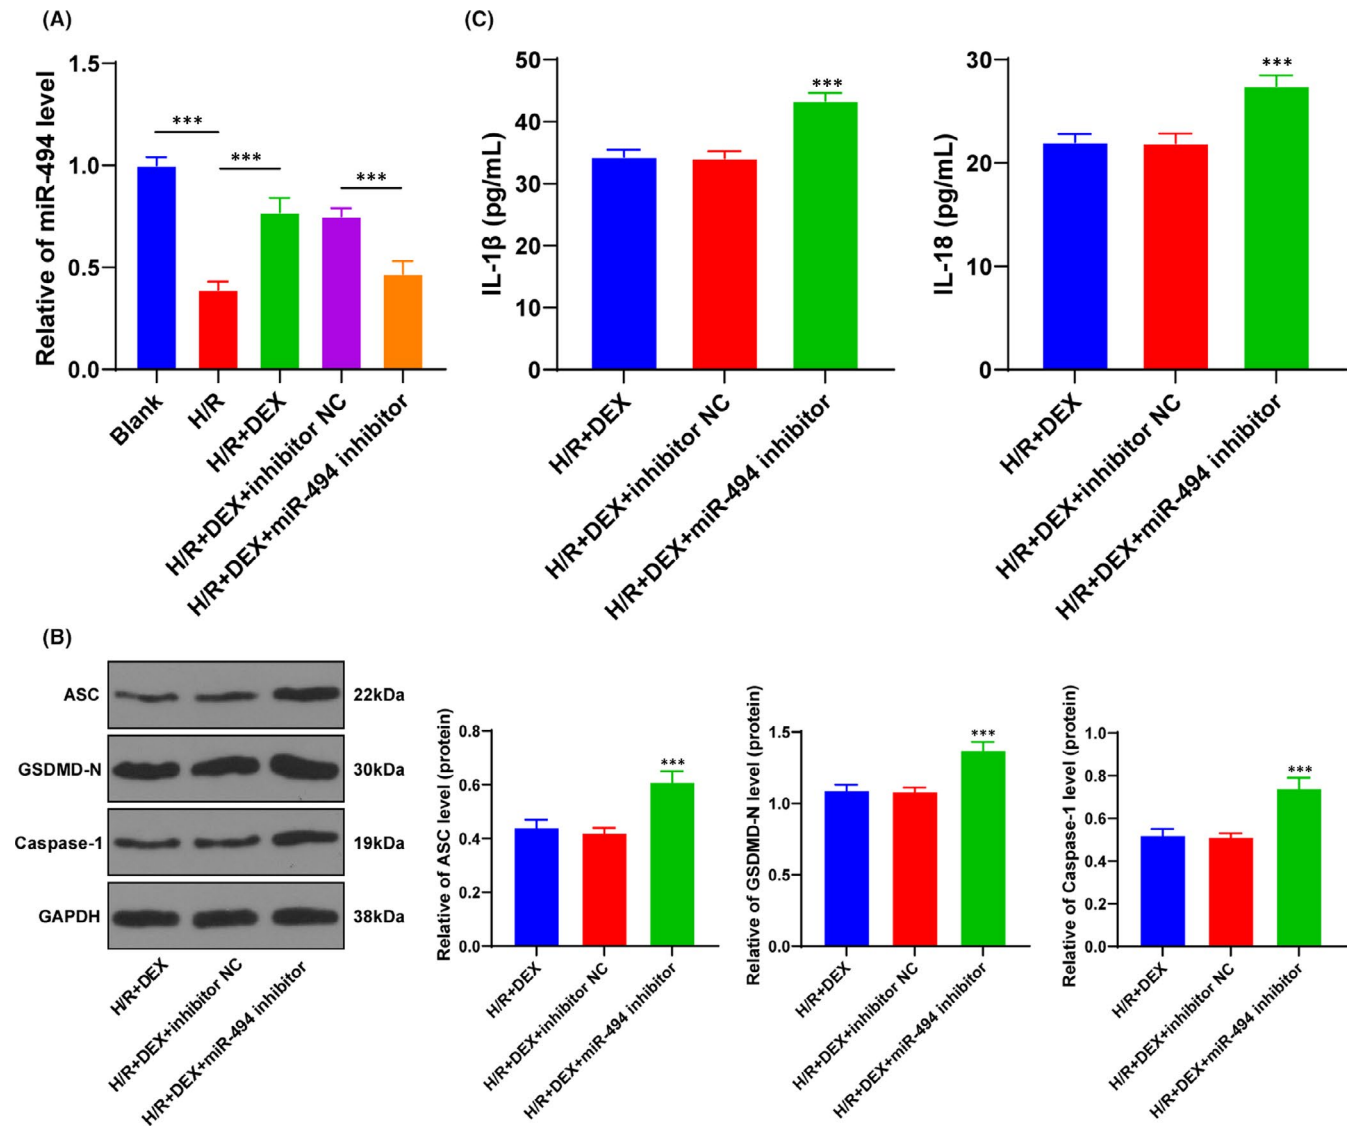 (A)
Relative of miR-494 level
1.5
1.0
0.5
0.0
***
***
***
Blank
H/R
H/R+DEX
H/R+DEX+inhibitor NC
H/R+DEX+miR-494 inhibitor
(C)
IL-1β (pg/mL)
50
40
30
20
10
0
***
H/R+DEX
H/R+DEX+inhibitor NC
H/R+DEX+miR-494 inhibitor
IL-18 (pg/mL)
30
20
10
0
***
H/R+DEX
H/R+DEX+inhibitor NC
H/R+DEX+miR-494 inhibitor
(B)
ASC 22kDa
GSDMD-N 30kDa
Caspase-1 19kDa
GAPDH 38kDa
H/R+DEX
H/R+DEX+inhibitor NC
H/R+DEX+miR-494 inhibitor
Relative of ASC level (protein)
0.8
0.6
0.4
0.2
0.0
***
H/R+DEX
H/R+DEX+inhibitor NC
H/R+DEX+miR-494 inhibitor
Relative of GSDMD-N level (protein)
1.5
1.0
0.5
0.0
***
H/R+DEX
H/R+DEX+inhibitor NC
H/R+DEX+miR-494 inhibitor
Relative of Caspase-1 level (protein)
1.0
0.8
0.6
0.4
0.2
0.0
***
H/R+DEX
H/R+DEX+inhibitor NC
H/R+DEX+miR-494 inhibitor